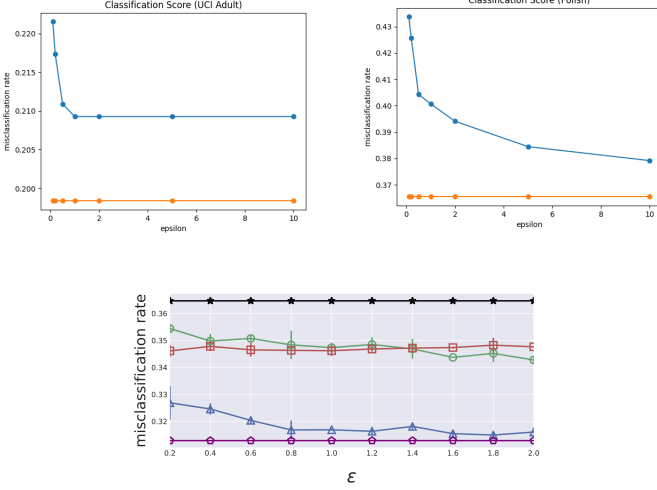 Classification Score (UCI Adult)
misclassification rate
0.220
0.215
0.210
0.205
0.200
0 2 4 6 8 10
epsilon
Classification Score (Polish)
misclassification rate
0.43
0.42
0.41
0.40
0.39
0.38
0.37
0 2 4 6 8 10
epsilon
misclassification rate
0.36
0.35
0.34
0.33
0.32
0.2 0.4 0.6 0.8 1.0 1.2 1.4 1.6 1.8 2.0
ε